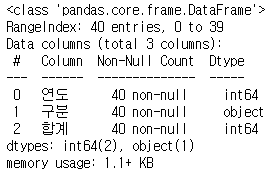 <class 'pandas.core.frame.DataFrame'>
RangeIndex: 40 entries, 0 to 39
Data columns (total 3 columns):
 #   Column  Non-Null Count  Dtype
---  ------  --------------  -----
 0   연도      40 non-null     int64
 1   구분      40 non-null     object
 2   합계      40 non-null     int64
dtypes: int64(2), object(1)
memory usage: 1.1+ KB